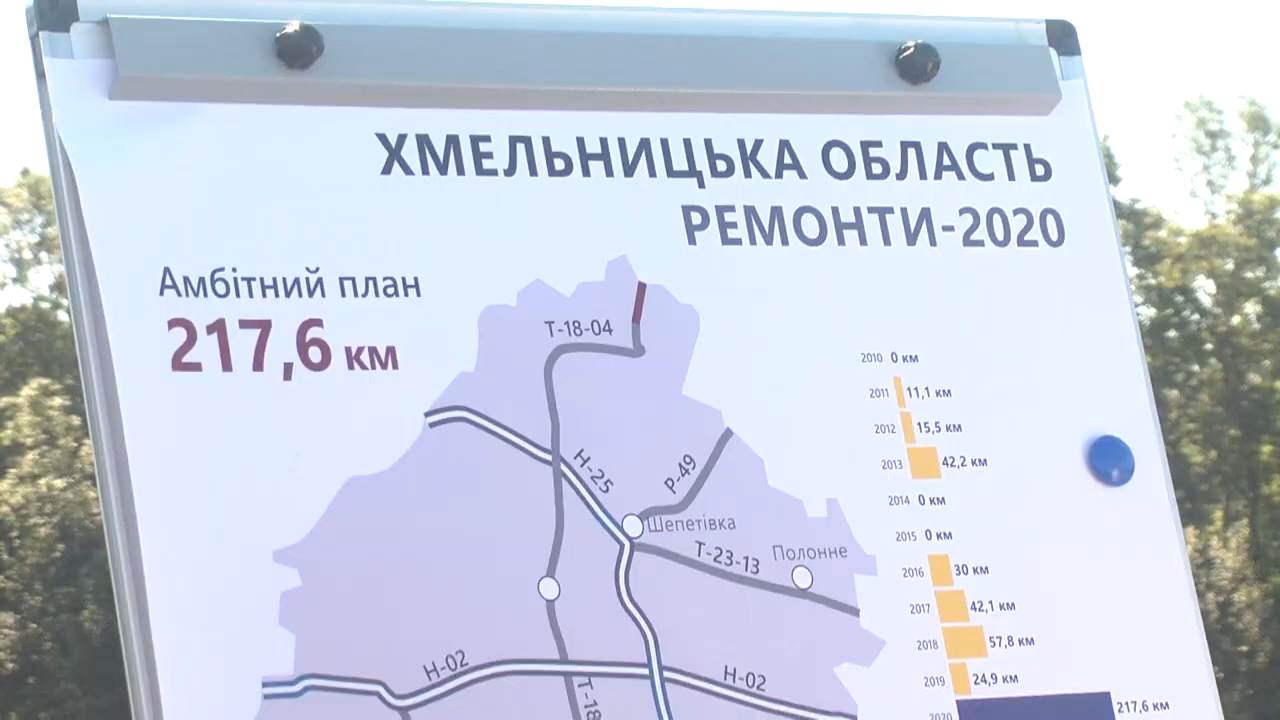 ХМЕЛЬНИЦЬКА ОБЛАСТЬ
РЕМОНТИ-2020
Амбітний план
217,6 км
Т-18-04
Н-25
Р-49
Шепетівка
Т-23-13
Полонне
Н-02
Н-02
Т-18
2010 0 км
2011 11,1 км
2012 15,5 км
2013 42,2 км
2014 0 км
2015 0 км
2016 30 км
2017 42,1 км
2018 57,8 км
2019 24,9 км
2020 217,6 км